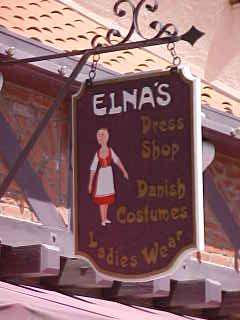 ELNA'S
Dress
Shop
Danish
Costumes
Ladies Wear